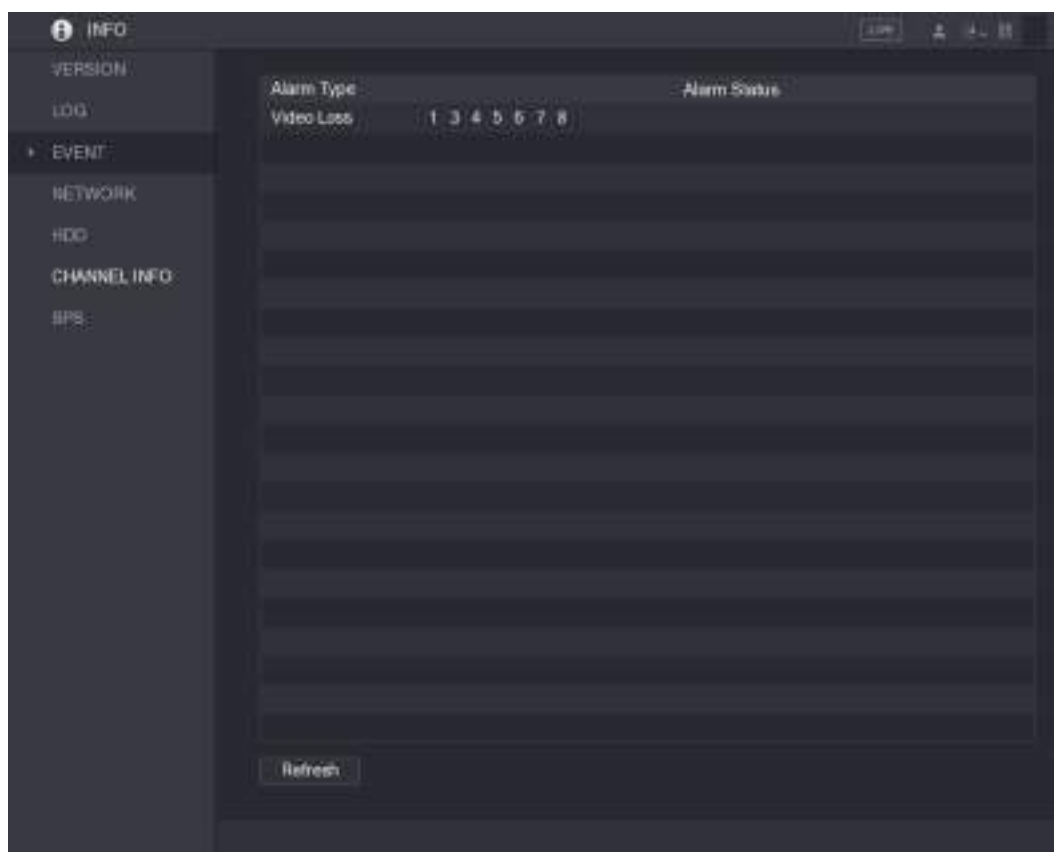 INFO
LIVE
VERSION
LOG
EVENT
NETWORK
HDD
CHANNEL INFO
BPS
Alarm Type Alarm Status
Video Loss 1 3 4 5 6 7 8
Refresh